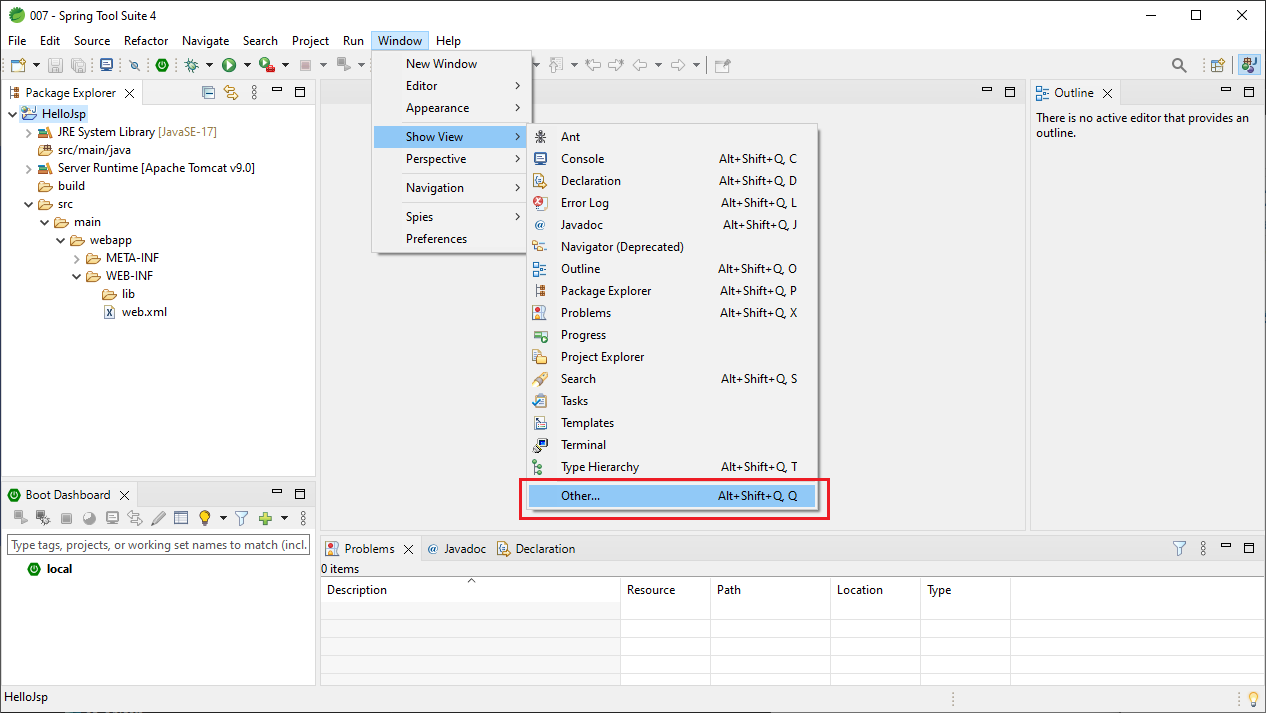 007 - Spring Tool Suite 4
File Edit Source Refactor Navigate Search Project Run Window Help
Package Explorer
HelloJsp
JRE System Library [JavaSE-17]
src/main/java
Server Runtime [Apache Tomcat v9.0]
build
src
main
webapp
META-INF
WEB-INF
lib
web.xml
New Window
Editor
Appearance
Show View
Perspective
Navigation
Spies
Preferences
Ant
Console Alt+Shift+Q, C
Declaration Alt+Shift+Q, D
Error Log Alt+Shift+Q, L
Javadoc Alt+Shift+Q, J
Navigator (Deprecated)
Outline Alt+Shift+Q, O
Package Explorer Alt+Shift+Q, P
Problems Alt+Shift+Q, X
Progress
Project Explorer
Search Alt+Shift+Q, S
Tasks
Templates
Terminal
Type Hierarchy Alt+Shift+Q, T
Other... Alt+Shift+Q, Q
Outline
There is no active editor that provides an
outline.
Boot Dashboard
Type tags, projects, or working set names to match (incl.
local
Problems Javadoc Declaration
0 items
Description Resource Path Location Type
HelloJsp